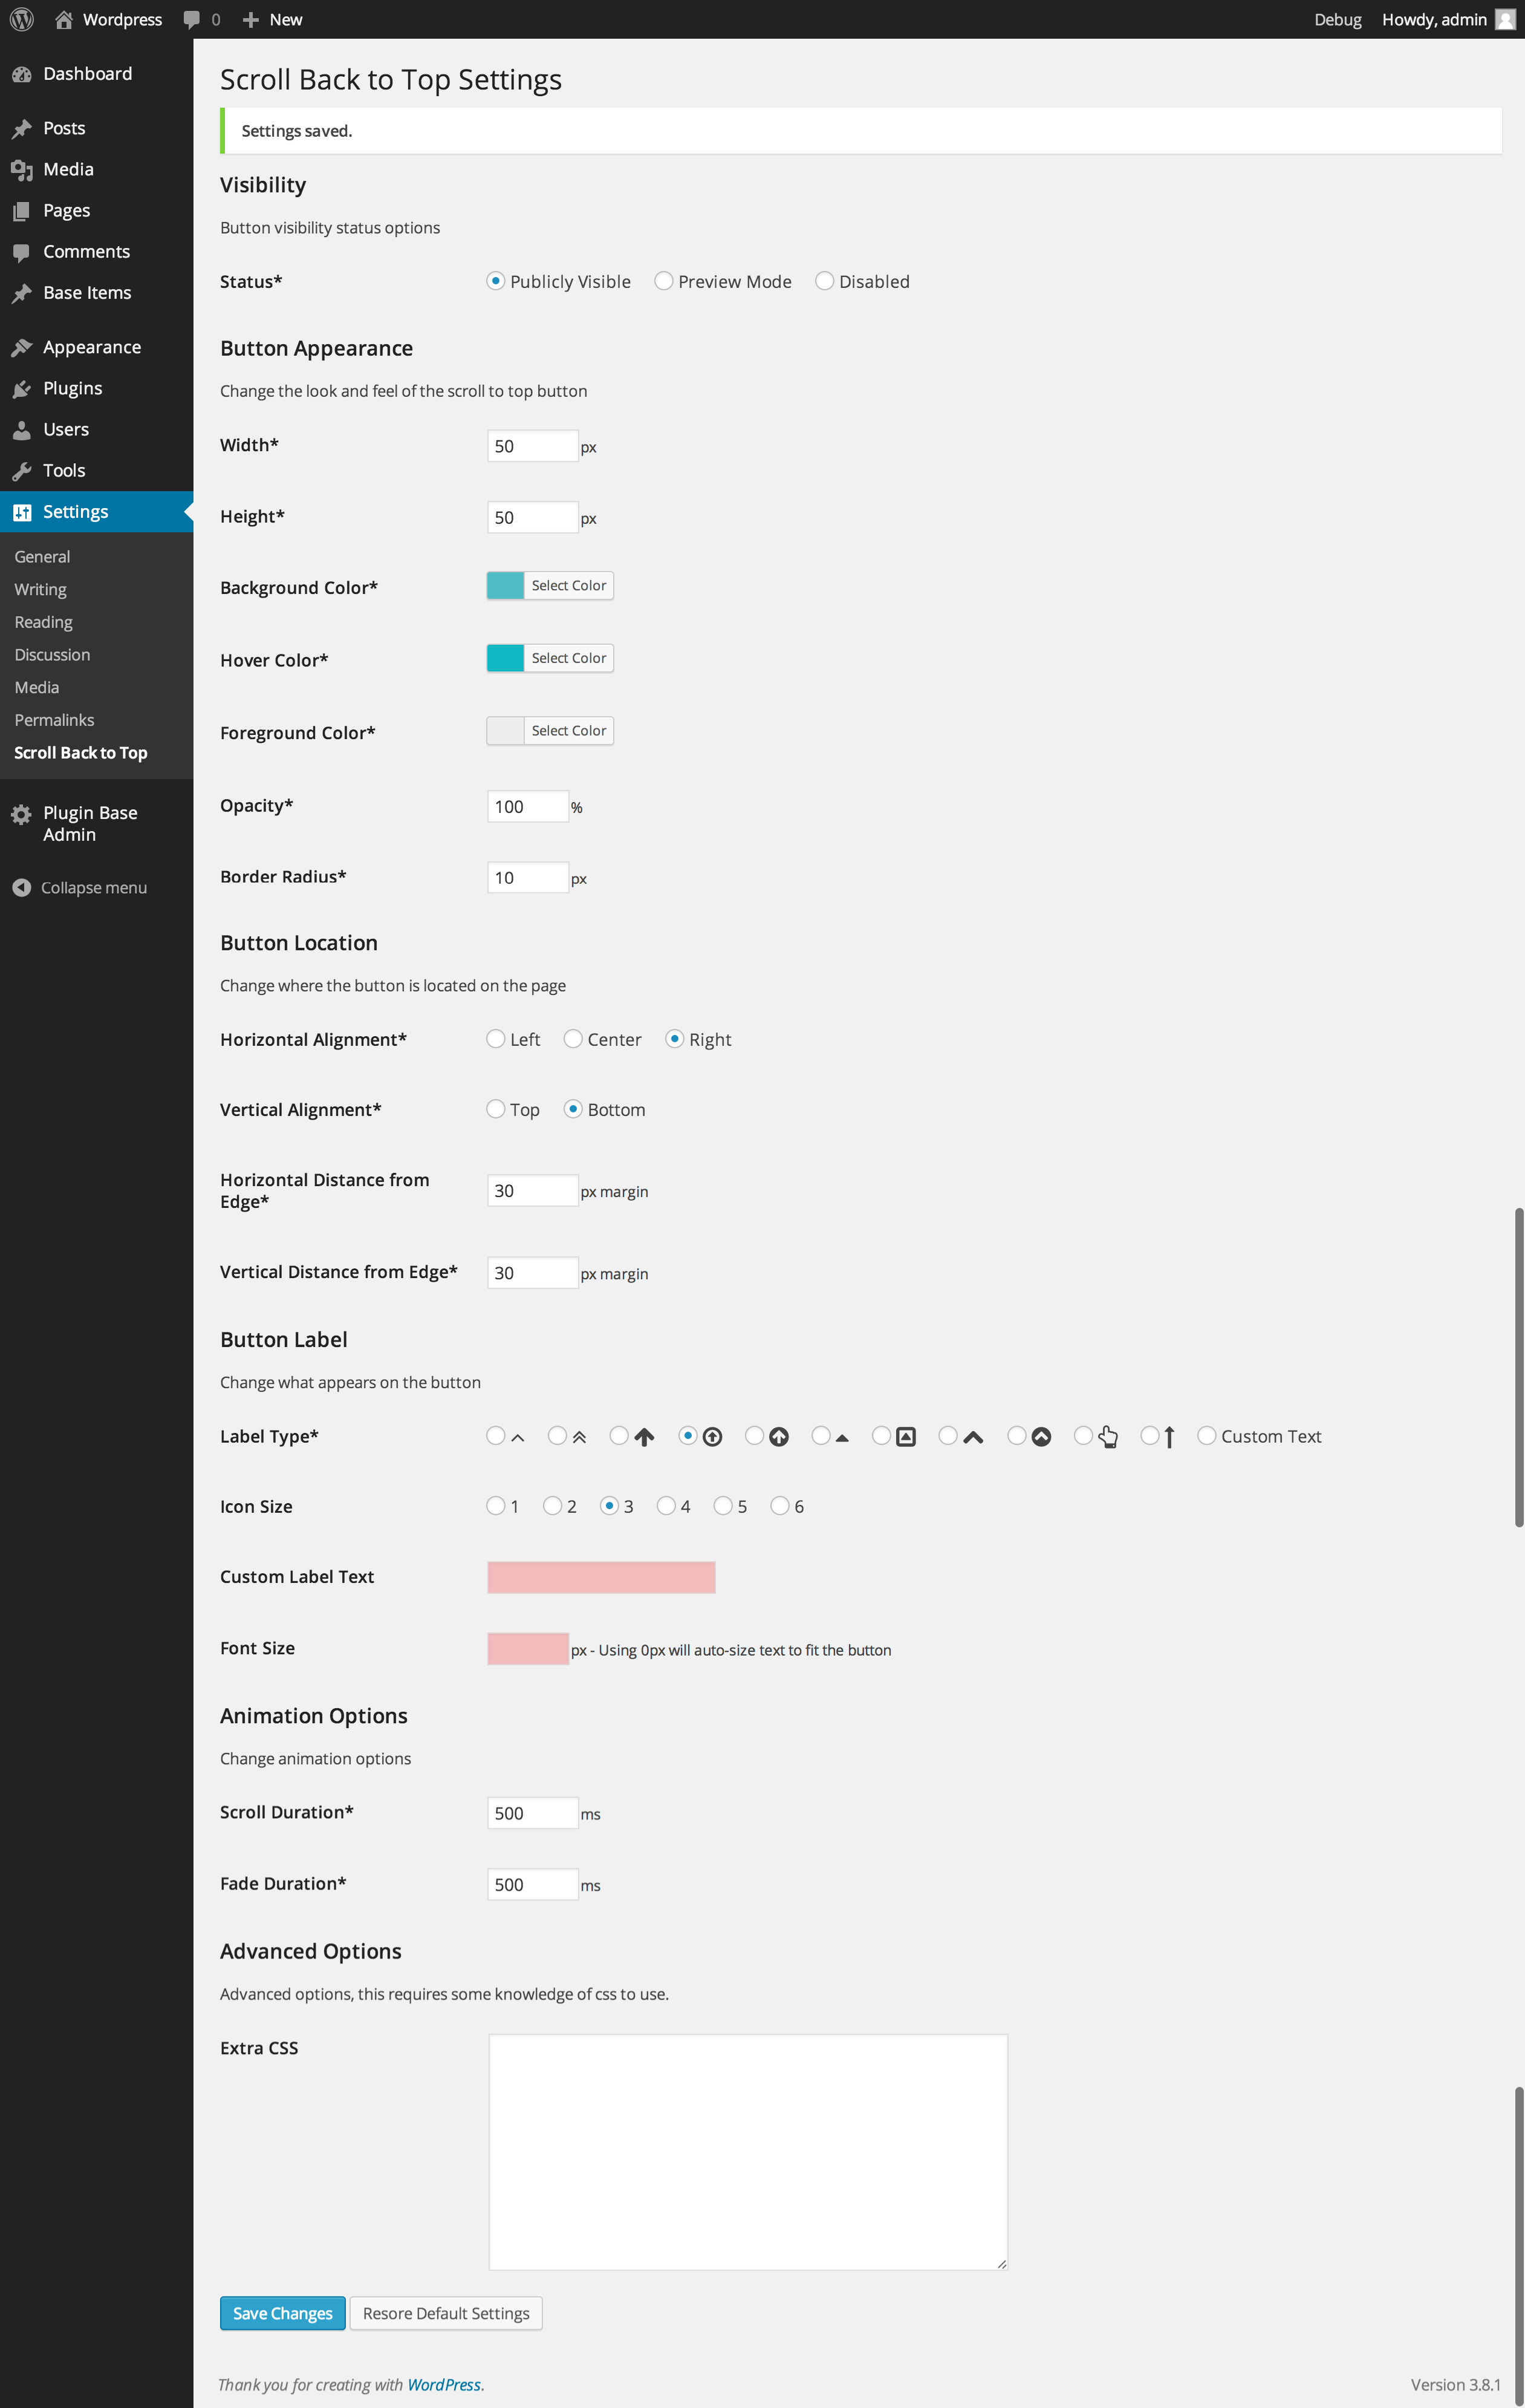 Wordpress 0 New Debug Howdy, admin
Dashboard
Posts
Media
Pages
Comments
Base Items
Appearance
Plugins
Users
Tools
Settings
General
Writing
Reading
Discussion
Media
Permalinks
Scroll Back to Top
Plugin Base
Admin
Collapse menu
Scroll Back to Top Settings
Settings saved.
Visibility
Button visibility status options
Status* Publicly Visible Preview Mode Disabled
Button Appearance
Change the look and feel of the scroll to top button
Width* 50 px
Height* 50 px
Background Color* Select Color
Hover Color* Select Color
Foreground Color* Select Color
Opacity* 100 %
Border Radius* 10 px
Button Location
Change where the button is located on the page
Horizontal Alignment* Left Center Right
Vertical Alignment* Top Bottom
Horizontal Distance from
Edge* 30 px margin
Vertical Distance from Edge* 30 px margin
Button Label
Change what appears on the button
Label Type* Custom Text
Icon Size 1 2 3 4 5 6
Custom Label Text
Font Size px - Using 0px will auto-size text to fit the button
Animation Options
Change animation options
Scroll Duration* 500 ms
Fade Duration* 500 ms
Advanced Options
Advanced options, this requires some knowledge of css to use.
Extra CSS
Save Changes Resore Default Settings
Thank you for creating with WordPress. Version 3.8.1